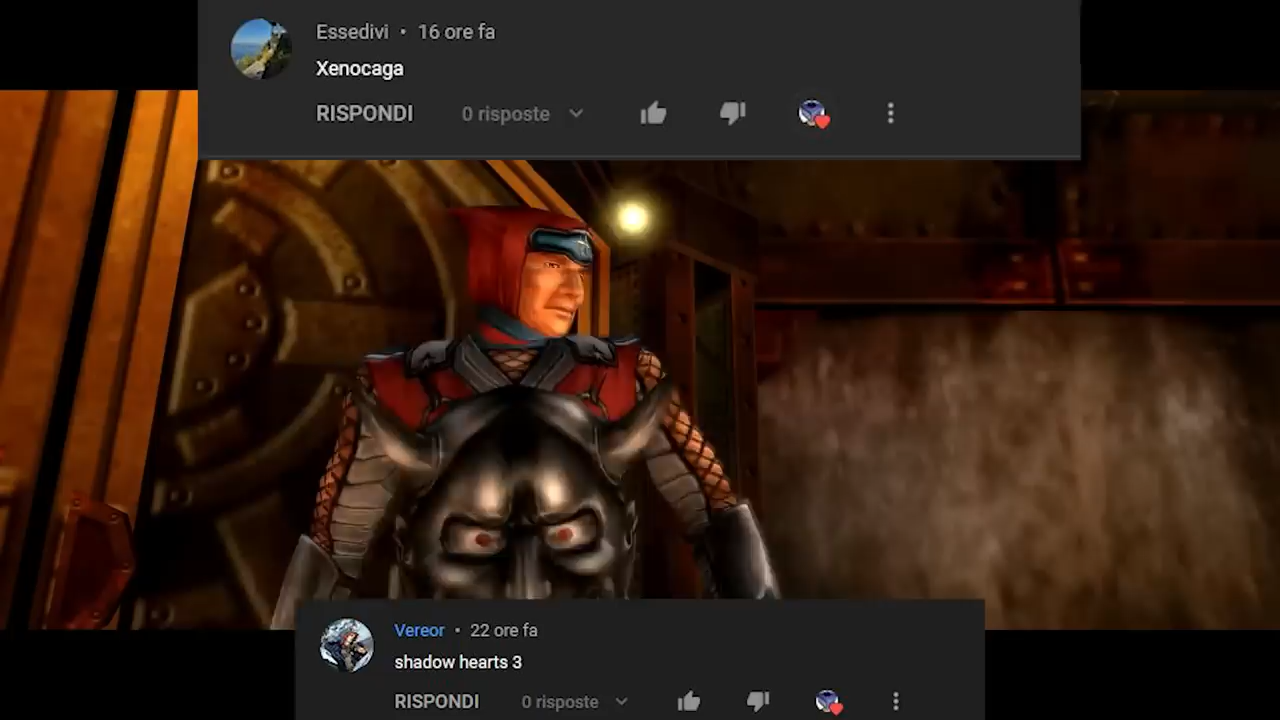 Essedivi • 16 ore fa
Xenocaga
RISPONDI 0 risposte
Vereor • 22 ore fa
shadow hearts 3
RISPONDI 0 risposte